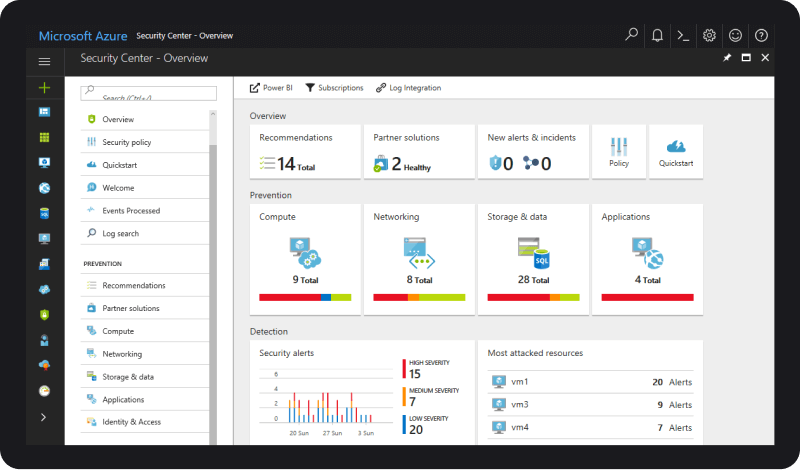 Microsoft Azure Security Center - Overview
Security Center - Overview
Search (Ctrl+/)
Overview
Security policy
Quickstart
Welcome
Events Processed
Log search
PREVENTION
Recommendations
Partner solutions
Compute
Networking
Storage & data
Applications
Identity & Access
Power BI Subscriptions Log Integration
Overview
Recommendations
14 Total
Partner solutions
2 Healthy
New alerts & incidents
0 0
Policy
Quickstart
Prevention
Compute
9 Total
Networking
8 Total
Storage & data
SQL
28 Total
Applications
4 Total
Detection
Security alerts
6
4
2
0
20 Sun 27 Sun 3 Sun
HIGH SEVERITY
15
MEDIUM SEVERITY
7
LOW SEVERITY
20
Most attacked resources
vm1 20 Alerts
vm3 9 Alerts
vm4 7 Alerts